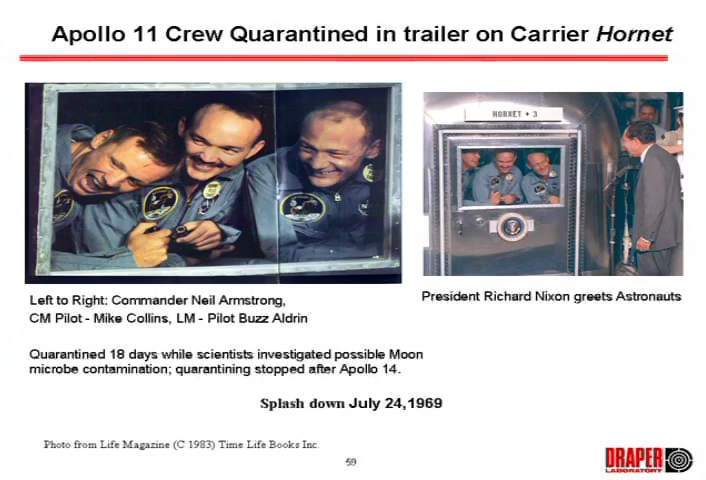 Apollo 11 Crew Quarantined in trailer on Carrier Hornet
HORNET + 3
Left to Right: Commander Neil Armstrong,
CM Pilot - Mike Collins, LM - Pilot Buzz Aldrin
President Richard Nixon greets Astronauts
Quarantined 18 days while scientists investigated possible Moon
microbe contamination; quarantining stopped after Apollo 14.
Splash down July 24,1969
Photo from Life Magazine (C 1983) Time Life Books Inc.
59
DRAPER
LABORATORY